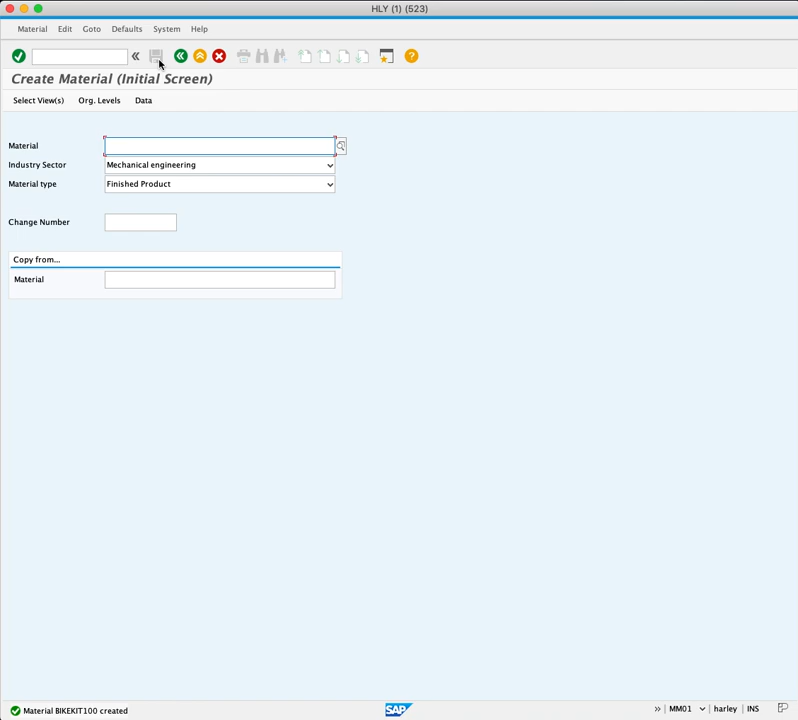 HLY (1) (523)
Material Edit Goto Defaults System Help
Create Material (Initial Screen)
Select View(s) Org. Levels Data
Material
Industry Sector Mechanical engineering
Material type Finished Product
Change Number
Copy from...
Material
Material BIKEKIT100 created SAP MM01 harley INS